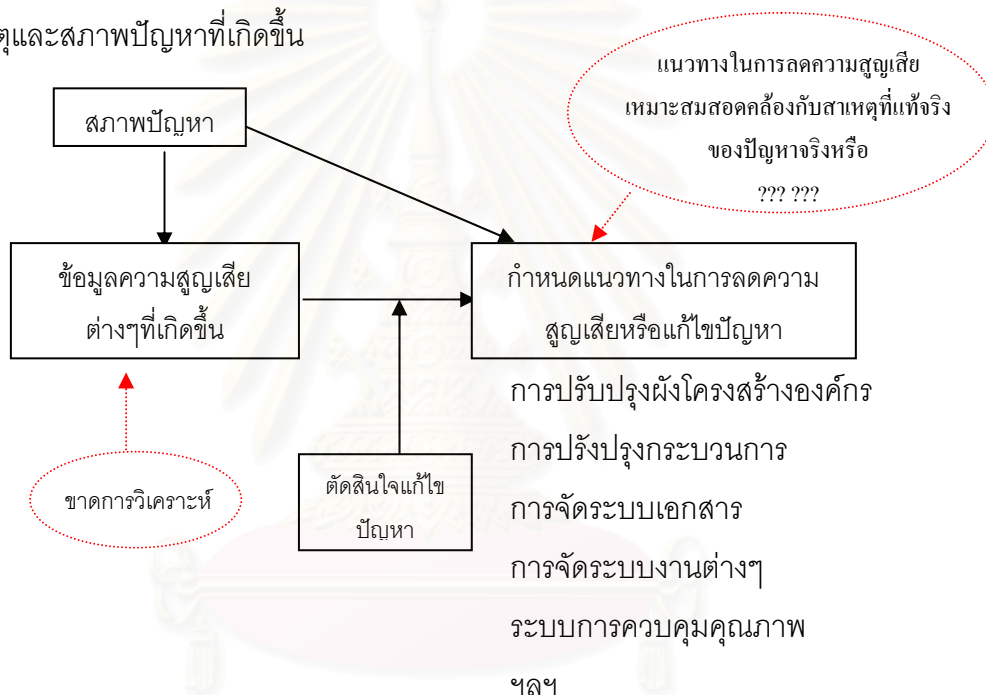 ตุและสภาพปัญหาที่เกิดขึ้น
แนวทางในการลดความสูญเสีย
เหมาะสมสอดคล้องกับสาเหตุที่แท้จริง
ของปัญหาจริงหรือ
??? ???
สภาพปัญหา
ข้อมูลความสูญเสีย
ต่างๆที่เกิดขึ้น
กำหนดแนวทางในการลดความ
สูญเสียหรือแก้ไขปัญหา
ขาดการวิเคราะห์
ตัดสินใจแก้ไข
ปัญหา
การปรับปรุงผังโครงสร้างองค์กร
การปรังปรุงกระบวนการ
การจัดระบบเอกสาร
การจัดระบบงานต่างๆ
ระบบการควบคุมคุณภาพ
ฯลฯ